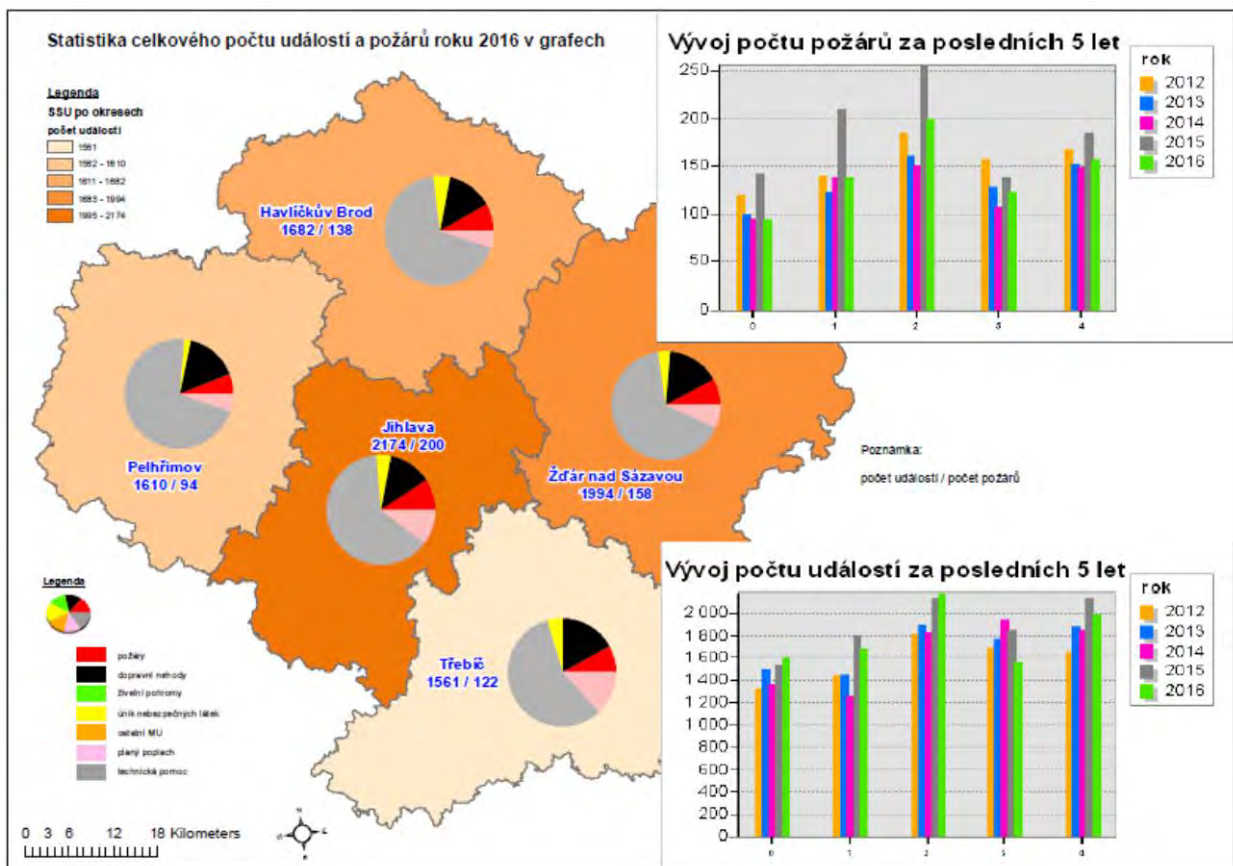 Statistika celkového počtu událostí a požárů roku 2016 v grafech
Legenda
SSU po okresech
počet událostí
1561
1562 - 1610
1611 - 1682
1683 - 1994
1995 - 2174
Havlíčkův Brod
1682 / 138
Pelhřimov
1610 / 94
Jihlava
2174 / 200
Žďár nad Sázavou
1994 / 158
Třebíč
1561 / 122
Poznámka:
počet událostí / počet požárů
Legenda
požáry
dopravní nehody
živelní pohromy
únik nebezpečných látek
ostatní MU
planý poplach
technická pomoc
0 3 6 12 18 Kilometers
Vývoj počtu požárů za posledních 5 let
250
200
150
100
50
0
0 1 2 3 4
rok
2012
2013
2014
2015
2016
Vývoj počtu událostí za posledních 5 let
2 000
1 800
1 600
1 400
1 200
1 000
800
600
400
200
0
0 1 2 3 4
rok
2012
2013
2014
2015
2016